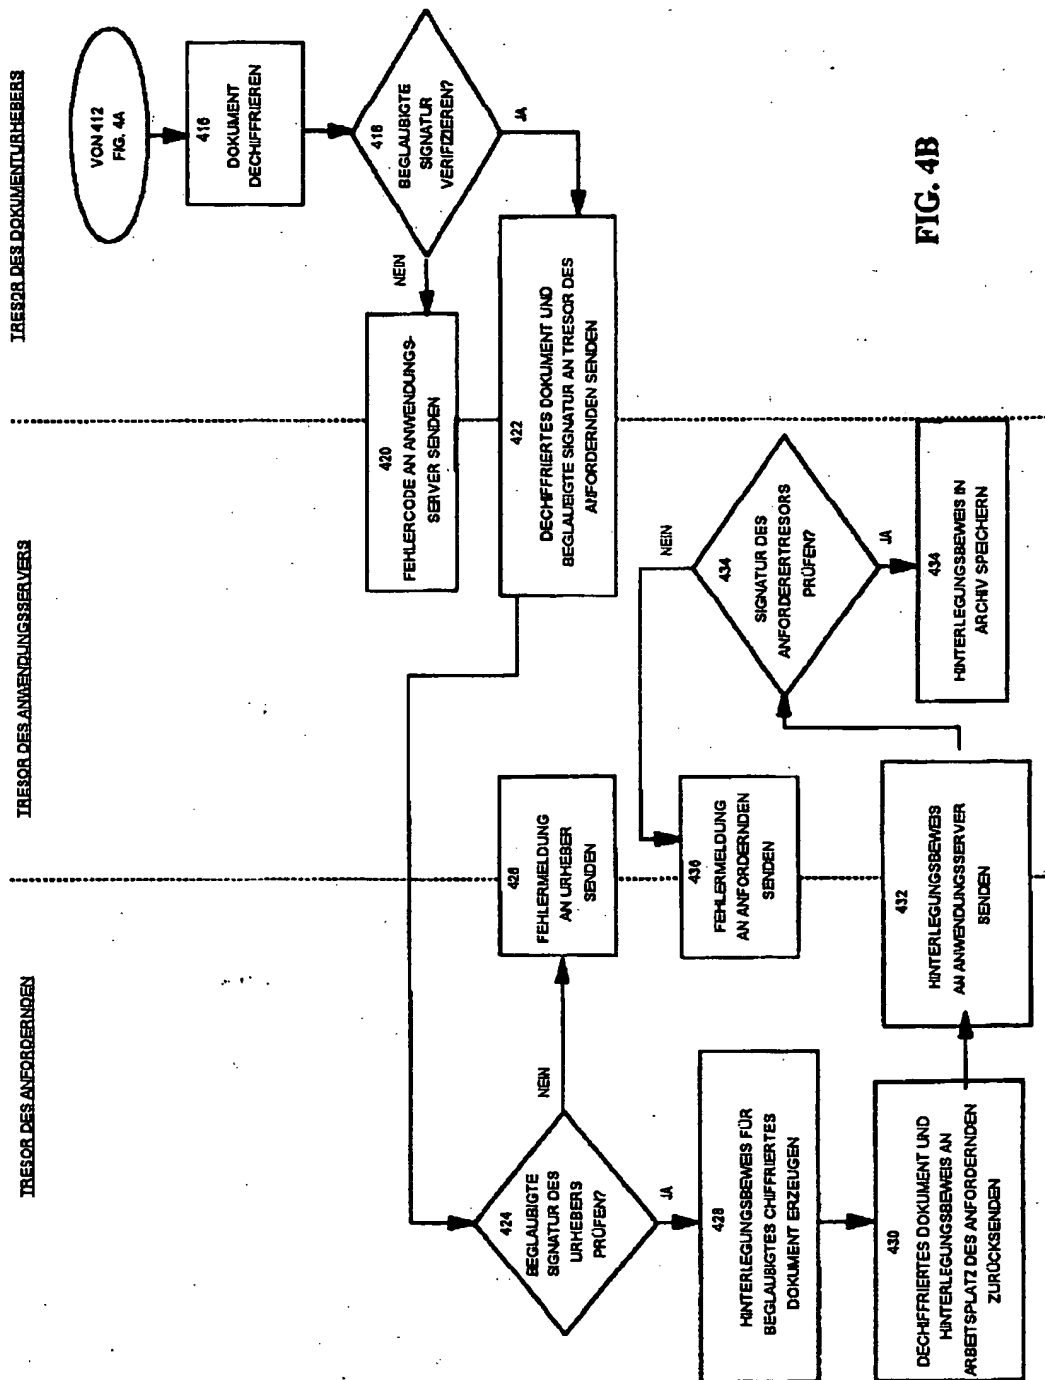 TRESOR DES ANFORDERNDEN
TRESOR DES ANWENDUNGSSERVERS
TRESOR DES DOKUMENTURHEBERS
VON 412
FIG. 4A
416
DOKUMENT
DECHIFFRIEREN
418
BEGLAUBIGTE
SIGNATUR
VERIFIZIEREN?
NEIN
JA
420
FEHLERCODE AN ANWENDUNGS-
SERVER SENDEN
422
DECHIFFRIERTES DOKUMENT UND
BEGLAUBIGTE SIGNATUR AN TRESOR DES
ANFORDERNDEN SENDEN
424
BEGLAUBIGTE
SIGNATUR DES
URHEBERS
PRÜFEN?
NEIN
JA
426
FEHLERMELDUNG
AN URHEBER
SENDEN
428
HINTERLEGUNGSBEWEIS FÜR
BEGLAUBIGTES CHIFFRIERTES
DOKUMENT ERZEUGEN
430
DECHIFFRIERTES DOKUMENT UND
HINTERLEGUNGSBEWEIS AN
ARBEITSPLATZ DES ANFORDERNDEN
ZURÜCKSENDEN
432
HINTERLEGUNGSBEWEIS
AN ANWENDUNGSSERVER
SENDEN
434
SIGNATUR DES
ANFORDERERTRESORS
PRÜFEN?
NEIN
JA
436
FEHLERMELDUNG
AN ANFORDERNDEN
SENDEN
434
HINTERLEGUNGSBEWEIS IN
ARCHIV SPEICHERN
FIG. 4B